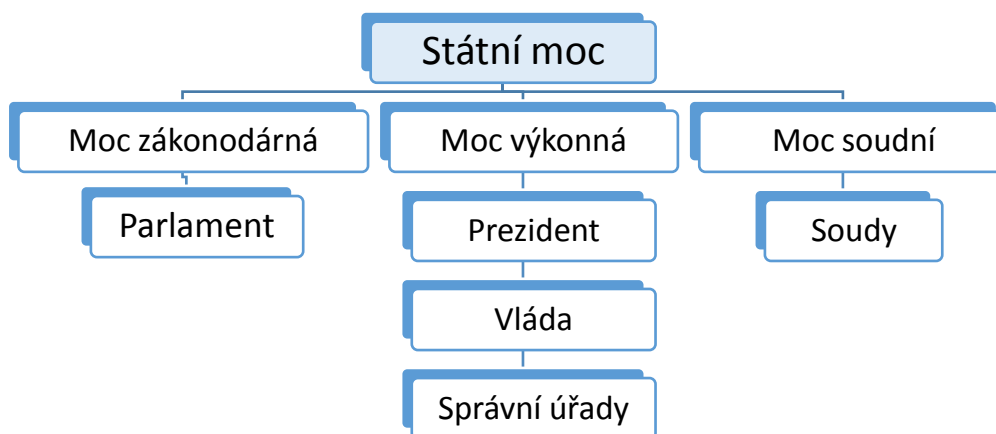 Státní moc
Moc zákonodárná
Moc výkonná
Moc soudní
Parlament
Prezident
Soudy
Vláda
Správní úřady